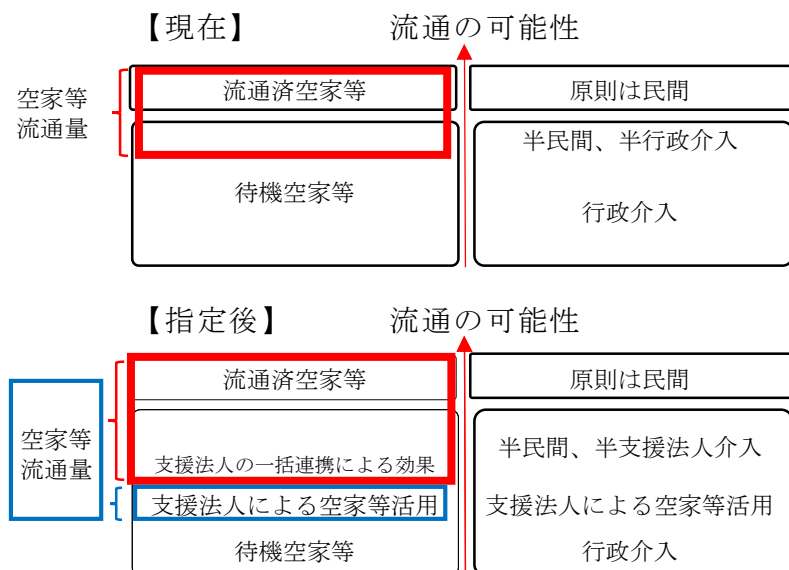 【現在】
流通の可能性
空家等
流通量
流通済空家等
原則は民間
待機空家等
半民間、半行政介入
行政介入
【指定後】
流通の可能性
空家等
流通量
流通済空家等
原則は民間
支援法人の一括連携による効果
半民間、半支援法人介入
支援法人による空家等活用
支援法人による空家等活用
待機空家等
行政介入